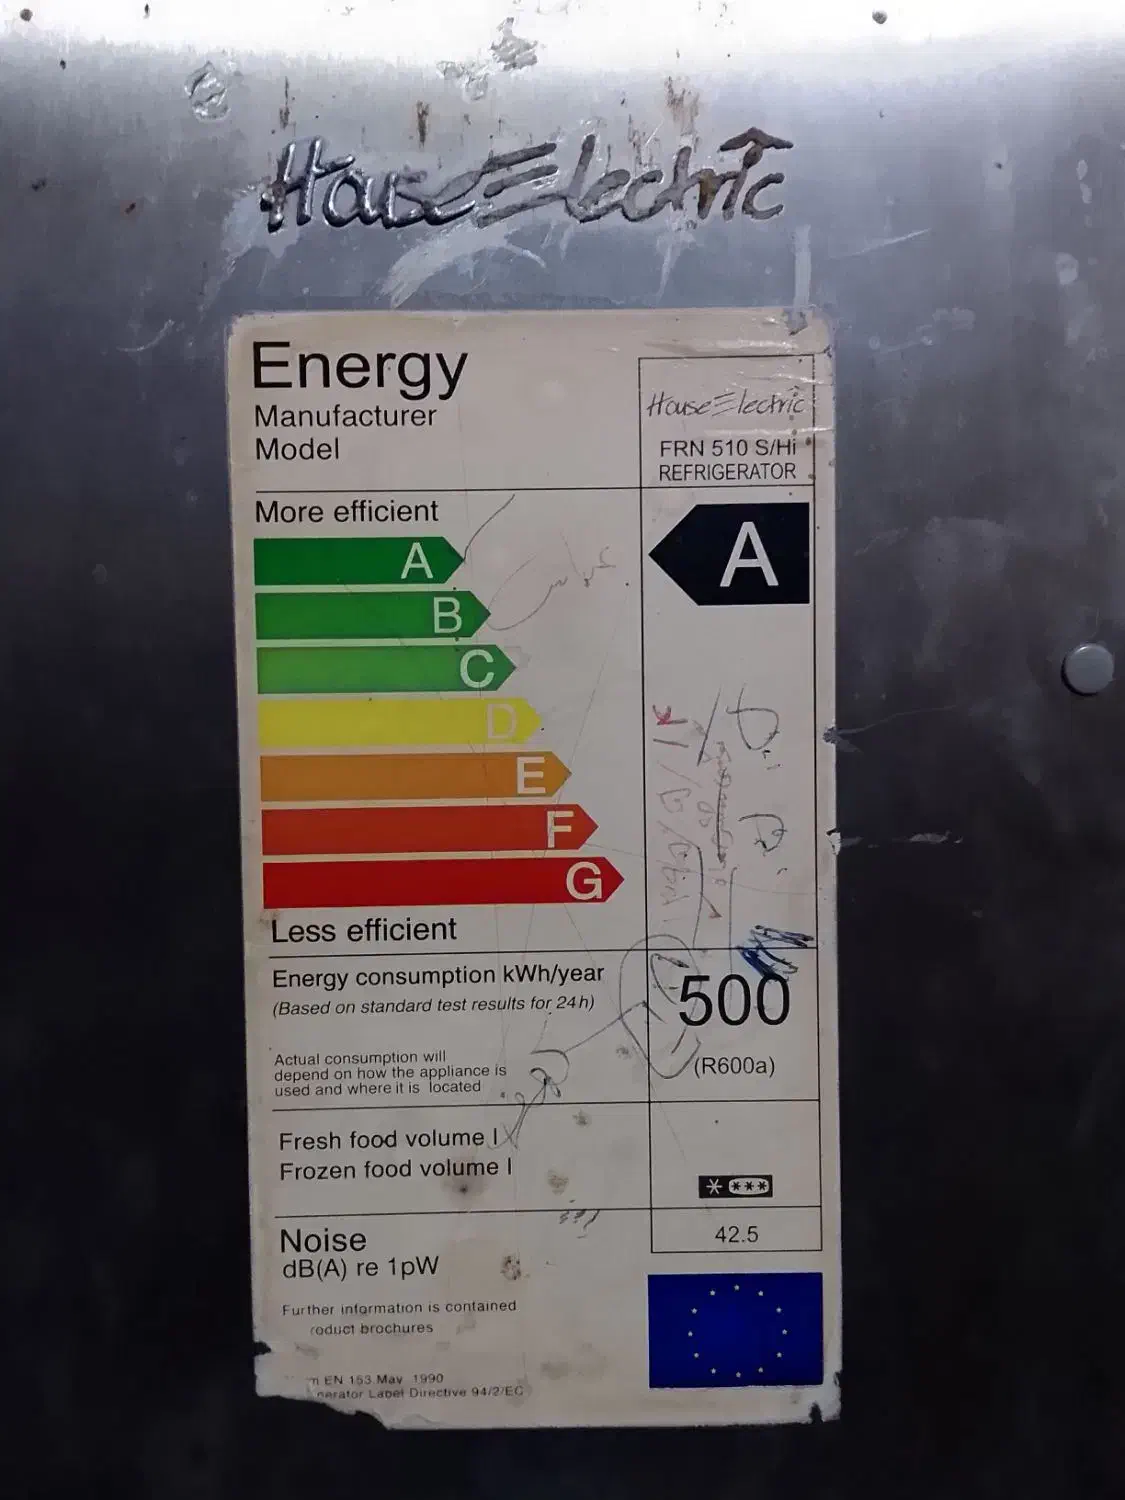 HouseElectric
Energy
Manufacturer
Model
HouseElectric
FRN 510 S/Hi
REFRIGERATOR
More efficient
A
A
B
C
D
E
F
G
Less efficient
Energy consumption kWh/year
(Based on standard test results for 24h)
500
Actual consumption will
depend on how the appliance is
used and where it is located
(R600a)
Fresh food volume l
Frozen food volume l
Noise
dB(A) re 1pW
42.5
Further information is contained
roduct brochures
EN 153 May 1990
nerator Label Directive 94/2/EC